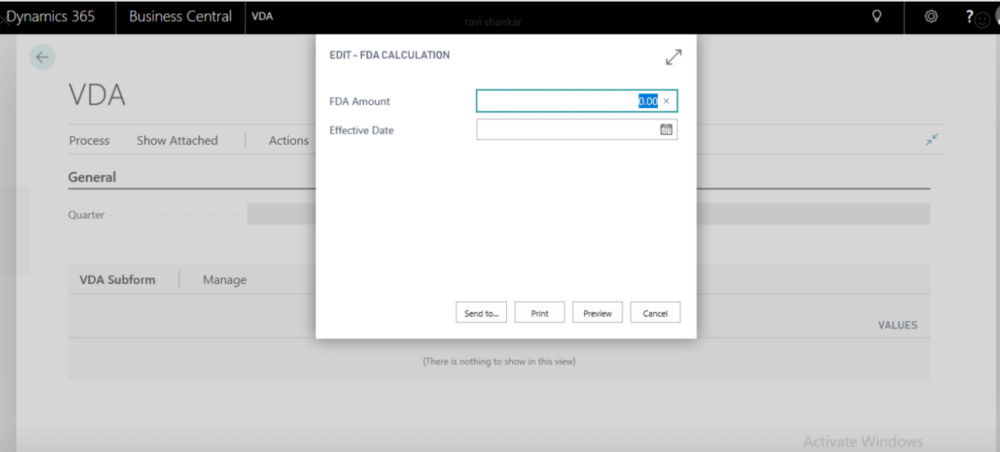 Dynamics 365 Business Central VDA ?
ravi shankar
EDIT - FDA CALCULATION
VDA
FDA Amount 0.00 ×
Effective Date
Process Show Attached Actions
General
Quarter
VDA Subform Manage
Send to... Print Preview Cancel
VALUES
(There is nothing to show in this view)
Activate Windows